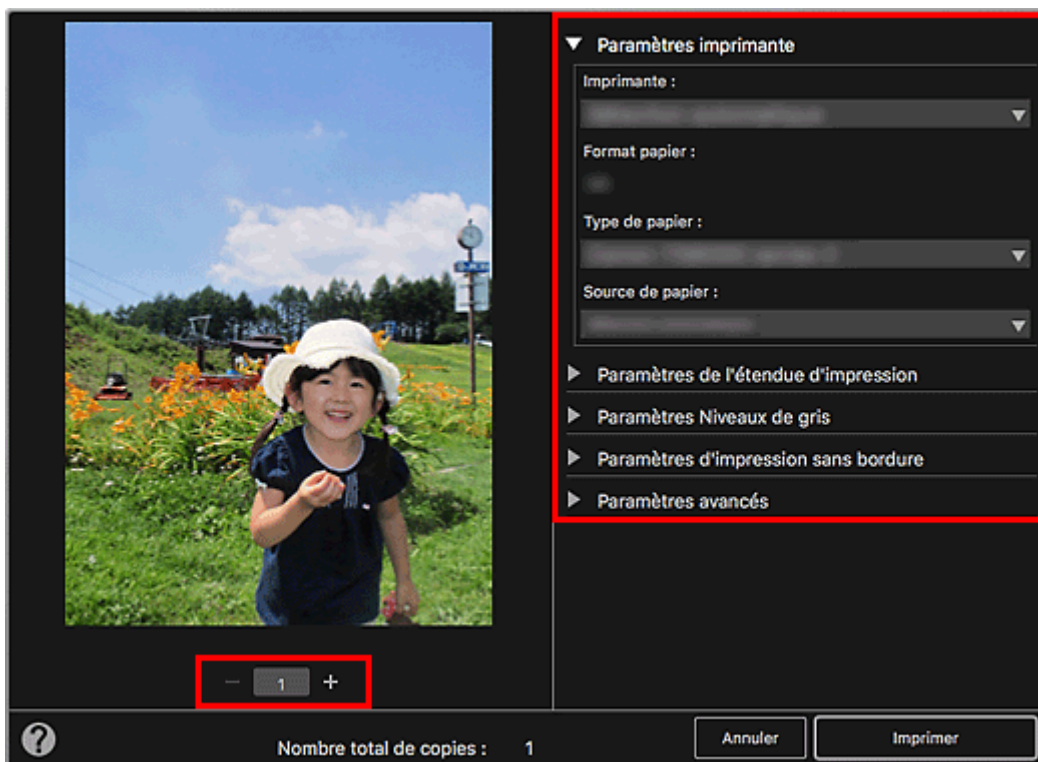 Paramètres imprimante
Imprimante :
Format papier :
Type de papier :
Source de papier :
Paramètres de l'étendue d'impression
Paramètres Niveaux de gris
Paramètres d'impression sans bordure
Paramètres avancés
1
Nombre total de copies : 1
Annuler
Imprimer